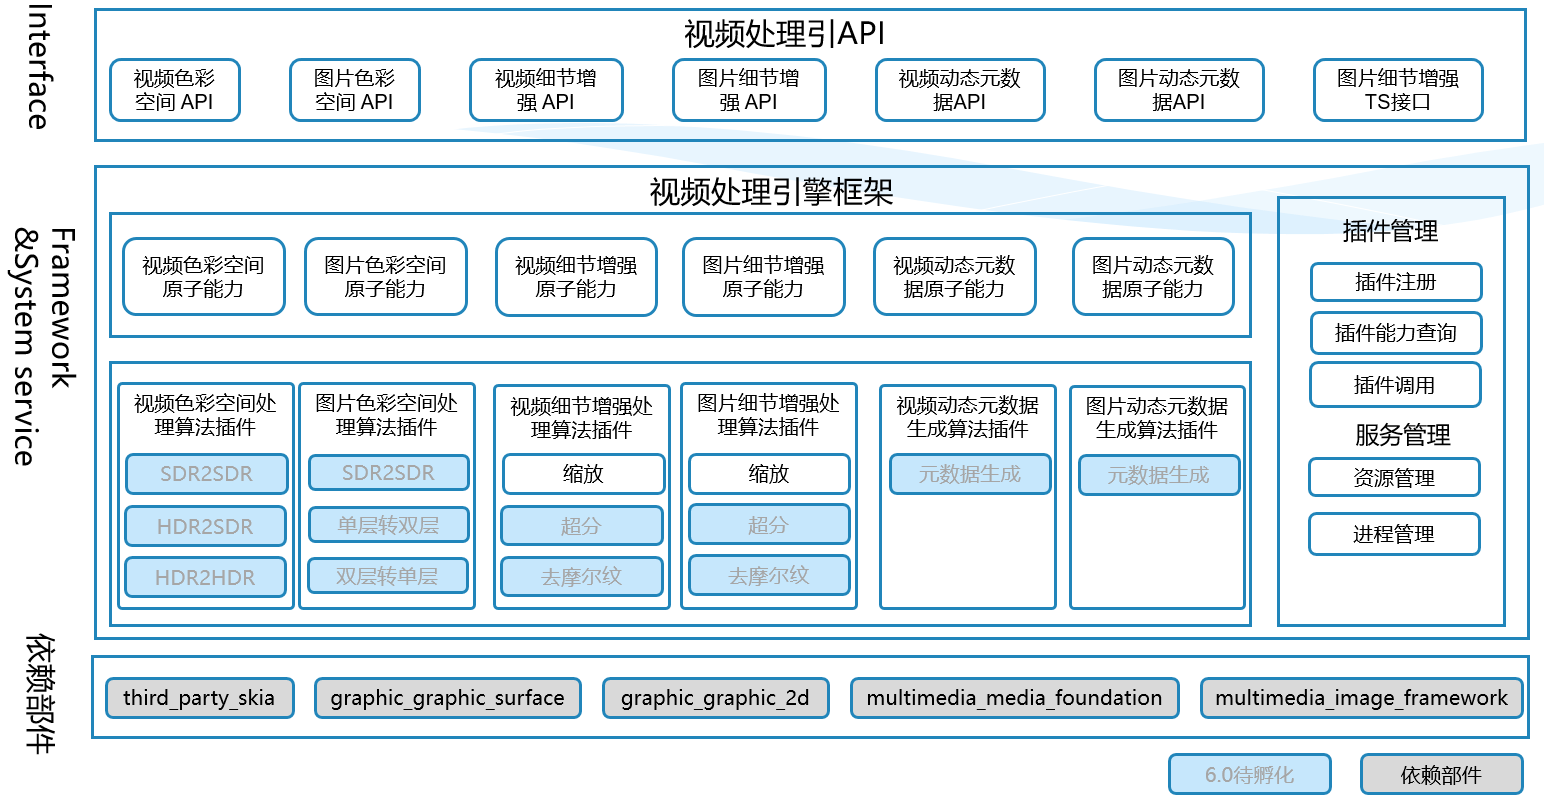 Interface
视频处理引API
视频色彩
空间 API
图片色彩
空间 API
视频细节增
强 API
图片细节增
强 API
视频动态元数
据API
图片动态元数
据API
图片细节增强
TS接口
Framework
&System service
视频处理引擎框架
视频色彩空间
原子能力
图片色彩空间
原子能力
视频细节增强
原子能力
图片细节增强
原子能力
视频动态元数
据原子能力
图片动态元数
据原子能力
视频色彩空间处
理算法插件
SDR2SDR
HDR2SDR
HDR2HDR
图片色彩空间处
理算法插件
SDR2SDR
单层转双层
双层转单层
视频细节增强处
理算法插件
缩放
超分
去摩尔纹
图片细节增强处
理算法插件
缩放
超分
去摩尔纹
视频动态元数据
生成算法插件
元数据生成
图片动态元数据
生成算法插件
元数据生成
插件管理
插件注册
插件能力查询
插件调用
服务管理
资源管理
进程管理
依赖部件
third_party_skia
graphic_graphic_surface
graphic_graphic_2d
multimedia_media_foundation
multimedia_image_framework
6.0待孵化
依赖部件